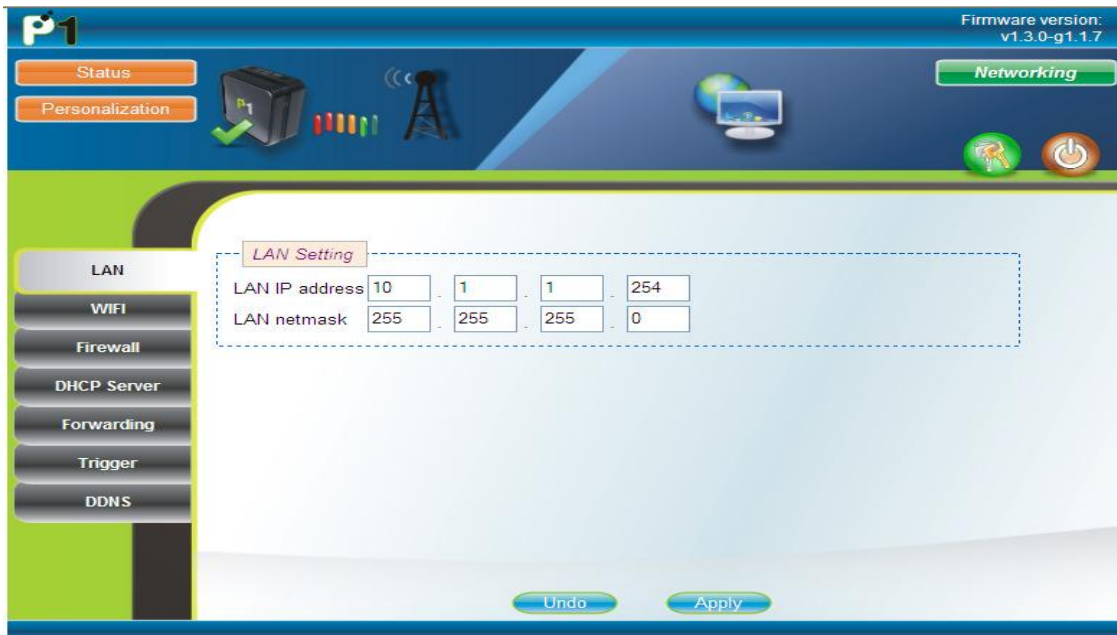 P1
Firmware version:
v1.3.0-g1.1.7
Status
Personalization
P1
Networking
LAN
WIFI
Firewall
DHCP Server
Forwarding
Trigger
DDNS
LAN Setting
LAN IP address 10 . 1 . 1 . 254
LAN netmask 255 . 255 . 255 . 0
Undo
Apply